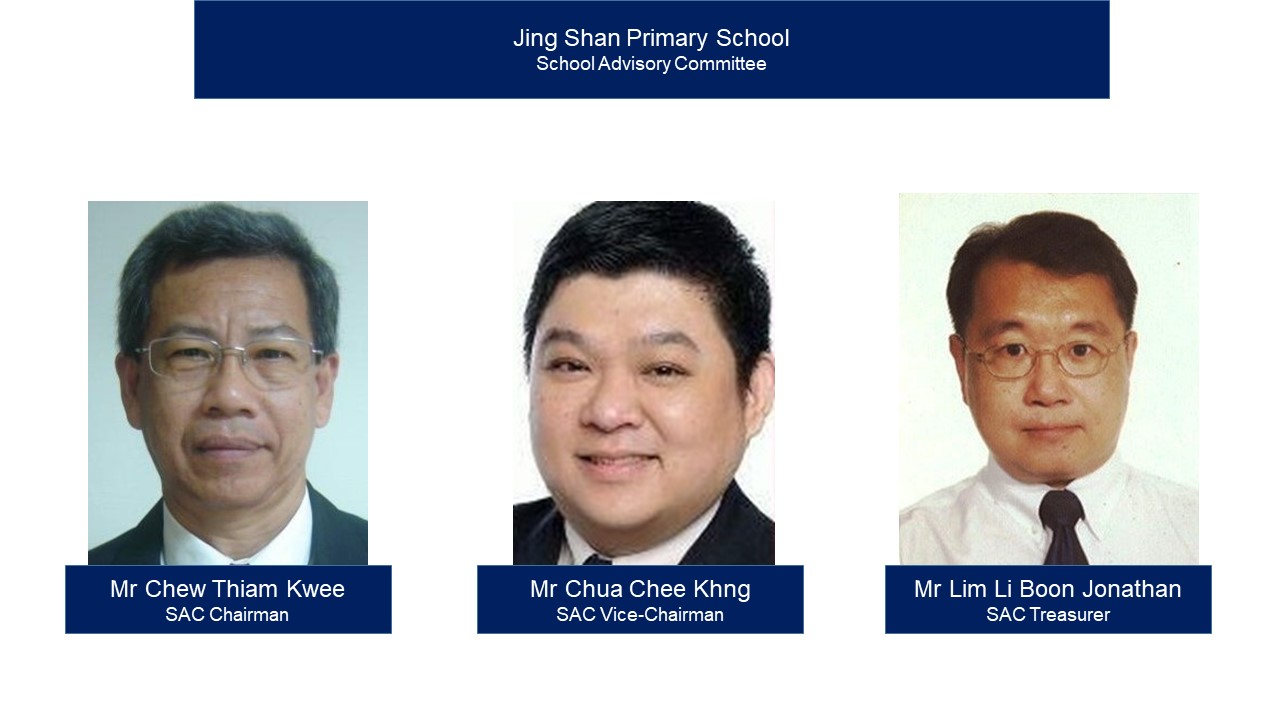 Jing Shan Primary School
School Advisory Committee
Mr Chew Thiam Kwee
SAC Chairman
Mr Chua Chee Khng
SAC Vice-Chairman
Mr Lim Li Boon Jonathan
SAC Treasurer